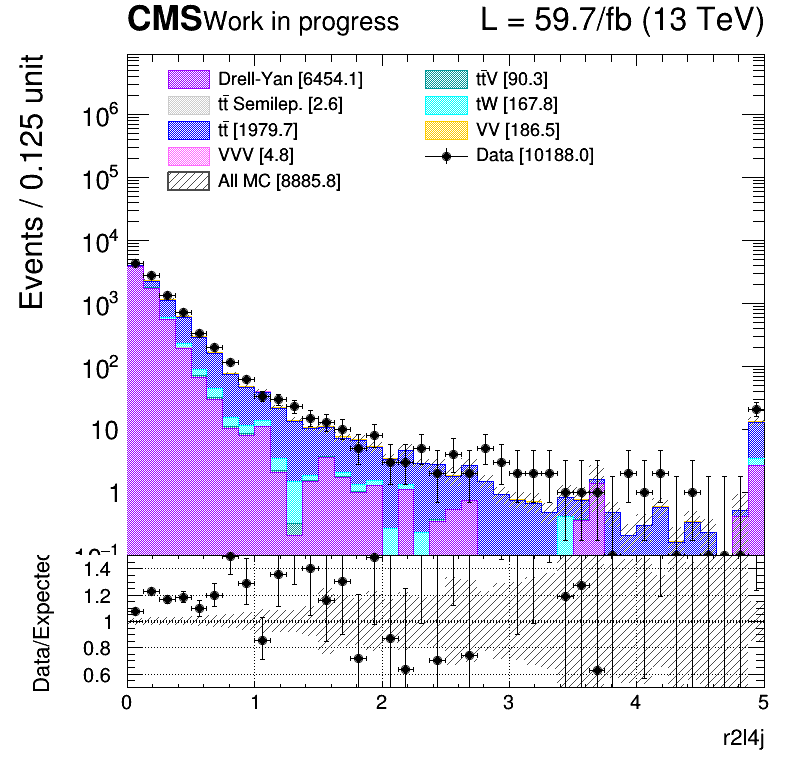 CMS Work in progress L = 59.7/fb (13 TeV)
Drell-Yan [6454.1]
tt̄ Semilep. [2.6]
tt̄ [1979.7]
VVV [4.8]
All MC [8885.8]
tt̄V [90.3]
tW [167.8]
VV [186.5]
Data [10188.0]
Events / 0.125 unit
10⁶
10⁵
10⁴
10³
10²
10
1
10⁻¹
Data/Expected
1.4
1.2
1
0.8
0.6
0 1 2 3 4 5
r2l4j